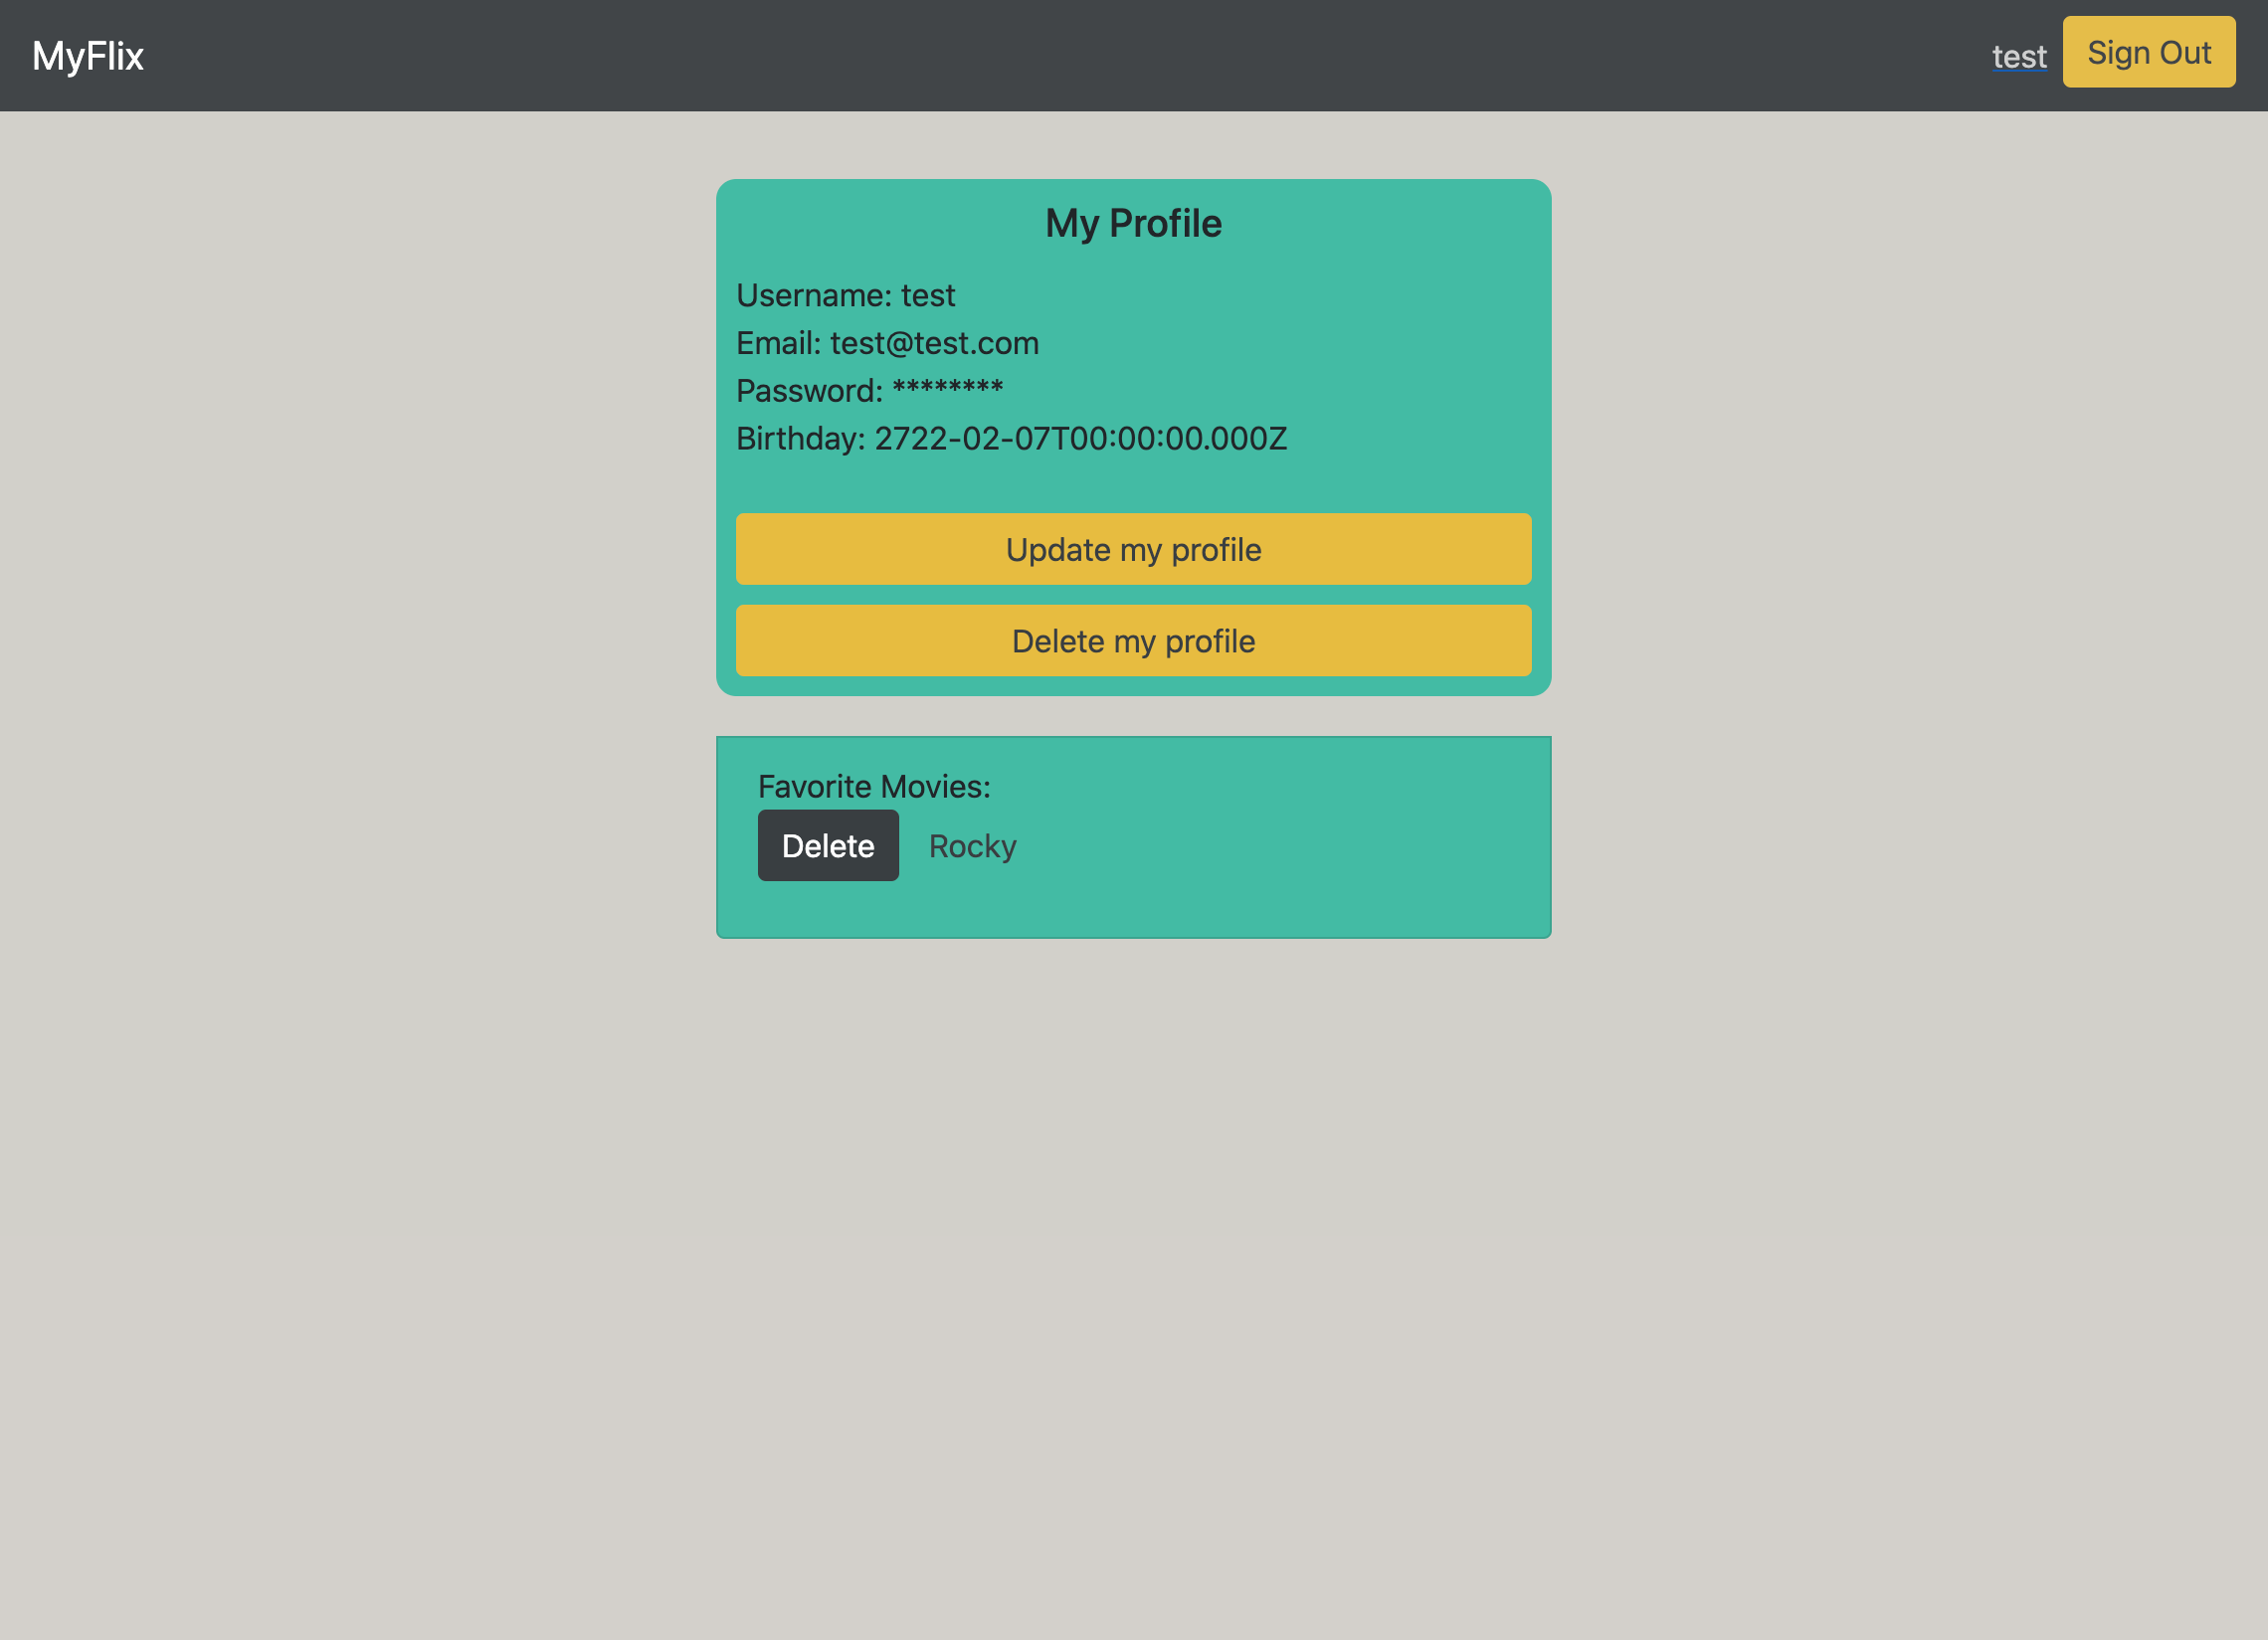 MyFlix
test
Sign Out
My Profile
Username: test
Email: test@test.com
Password: ********
Birthday: 2722-02-07T00:00:00.000Z
Update my profile
Delete my profile
Favorite Movies:
Delete Rocky